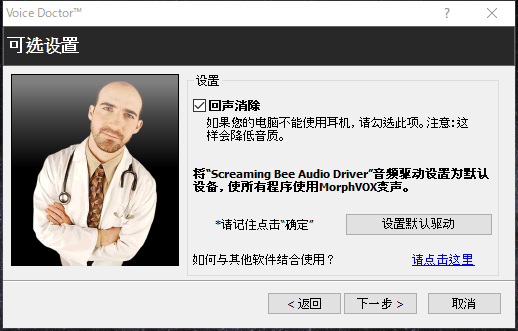 Voice Doctor™
可选设置
设置
回声消除
如果您的电脑不能使用耳机，请勾选此项。注意：这
样会降低音质。
将“Screaming Bee Audio Driver”音频驱动设置为默认
设备，使所有程序使用MorphVOX变声。
*请记住点击“确定”
设置默认驱动
如何与其他软件结合使用？
请点击这里
< 返回
下一步 >
取消